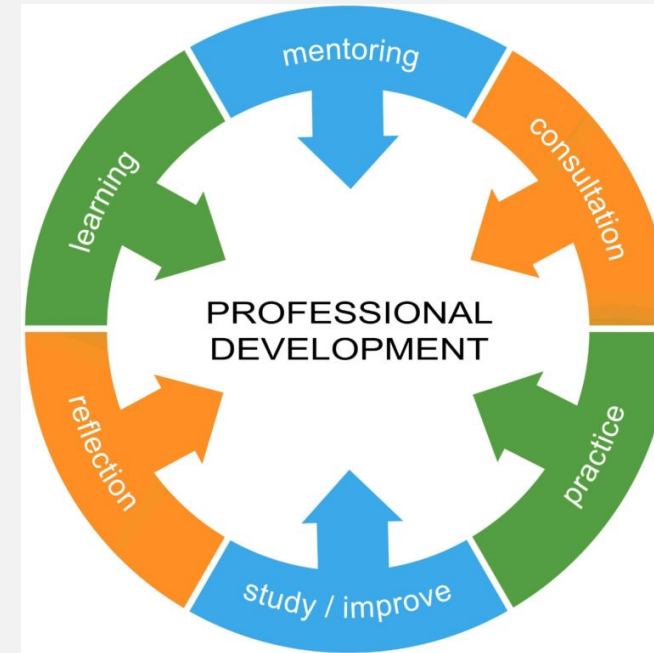 mentoring
consultation
learning
PROFESSIONAL
DEVELOPMENT
reflection
practice
study / improve